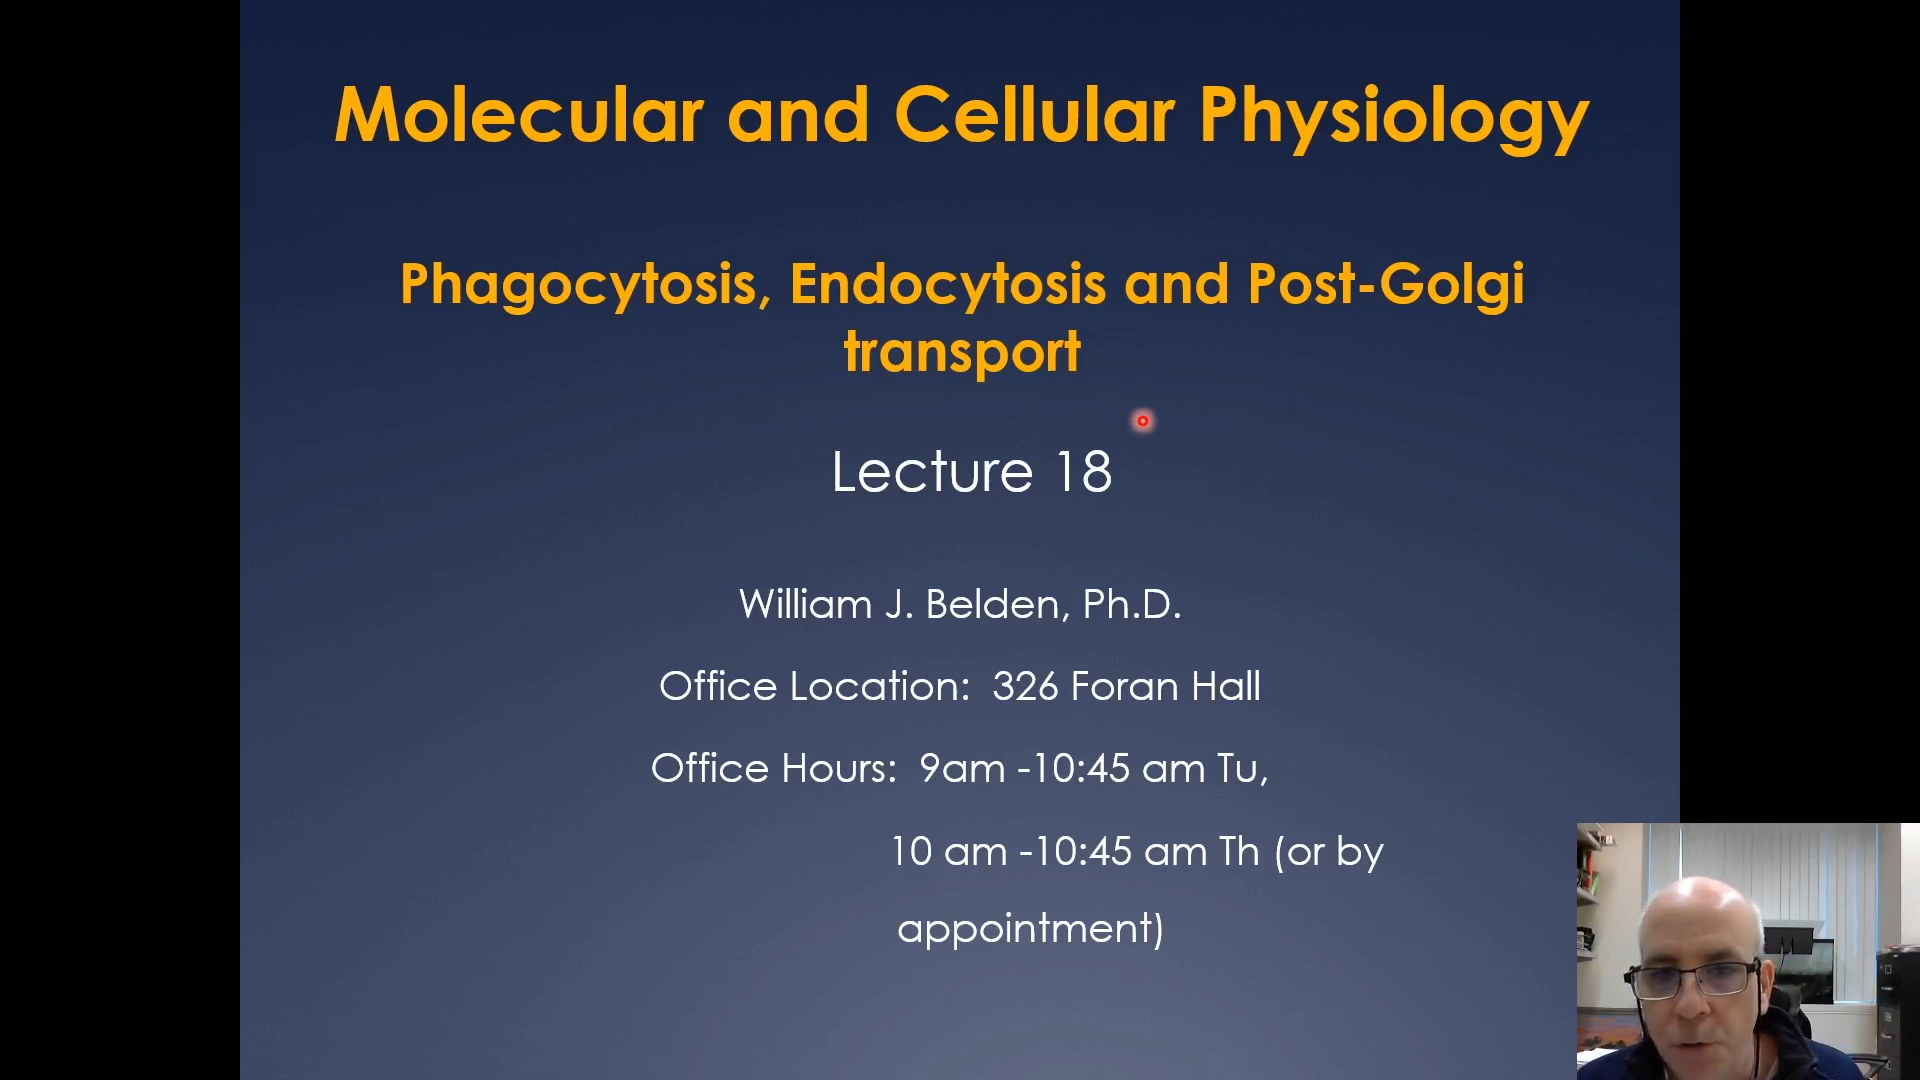 Molecular and Cellular Physiology
Phagocytosis, Endocytosis and Post-Golgi
transport
Lecture 18
William J. Belden, Ph.D.
Office Location:  326 Foran Hall
Office Hours:  9am -10:45 am Tu,
10 am -10:45 am Th (or by
appointment)